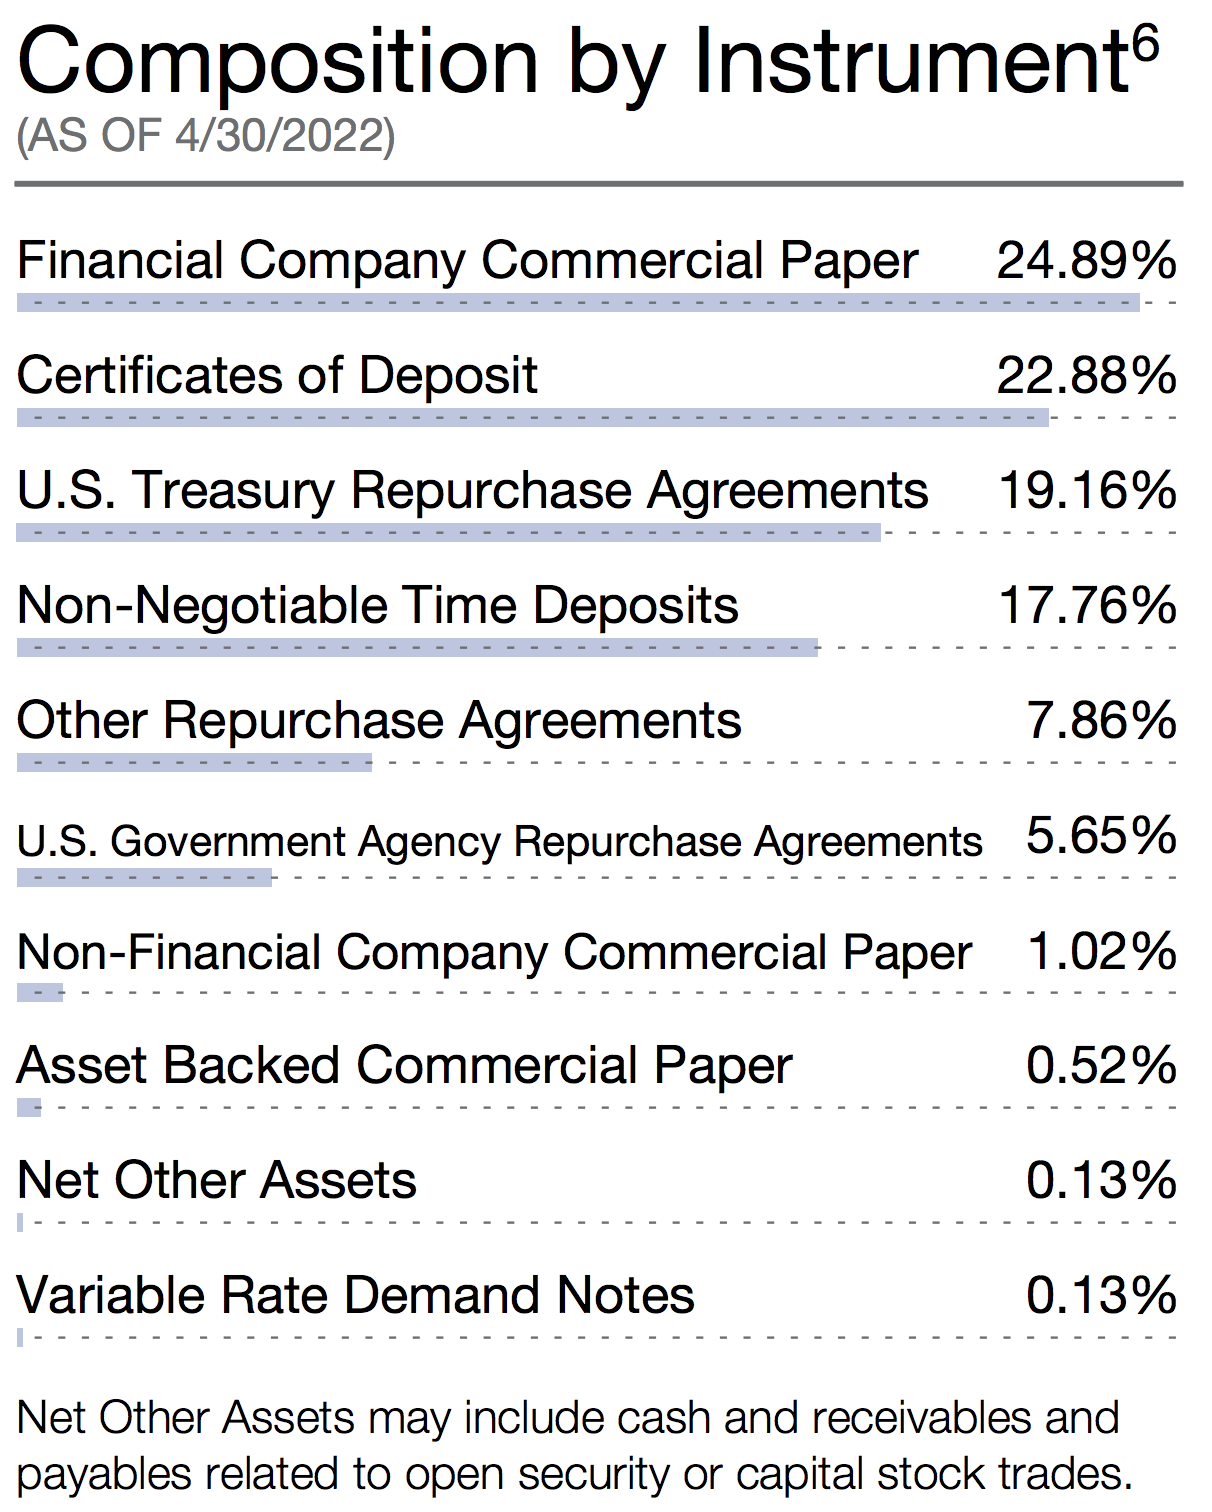 Composition by Instrument6
(AS OF 4/30/2022)
Financial Company Commercial Paper 24.89%
Certificates of Deposit 22.88%
U.S. Treasury Repurchase Agreements 19.16%
Non-Negotiable Time Deposits 17.76%
Other Repurchase Agreements 7.86%
U.S. Government Agency Repurchase Agreements 5.65%
Non-Financial Company Commercial Paper 1.02%
Asset Backed Commercial Paper 0.52%
Net Other Assets 0.13%
Variable Rate Demand Notes 0.13%
Net Other Assets may include cash and receivables and
payables related to open security or capital stock trades.